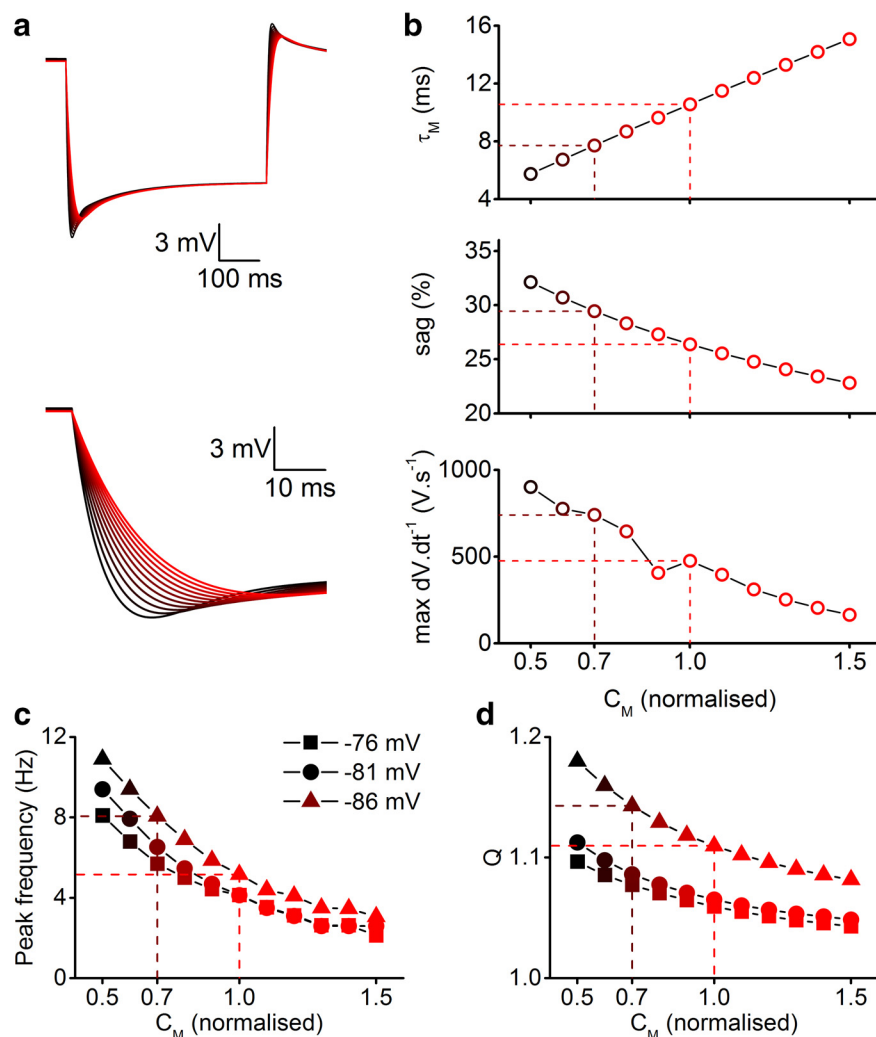 a
3 mV
100 ms
3 mV
10 ms
b
τM (ms)
16
12
8
4
sag (%)
35
30
25
20
max dV.dt⁻¹ (V.s⁻¹)
1000
500
0
0.5
0.7
1.0
1.5
CM (normalised)
c
Peak frequency (Hz)
12
8
4
0
-76 mV
-81 mV
-86 mV
0.5
0.7
1.0
1.5
CM (normalised)
d
Q
1.2
1.1
1.0
0.5
0.7
1.0
1.5
CM (normalised)